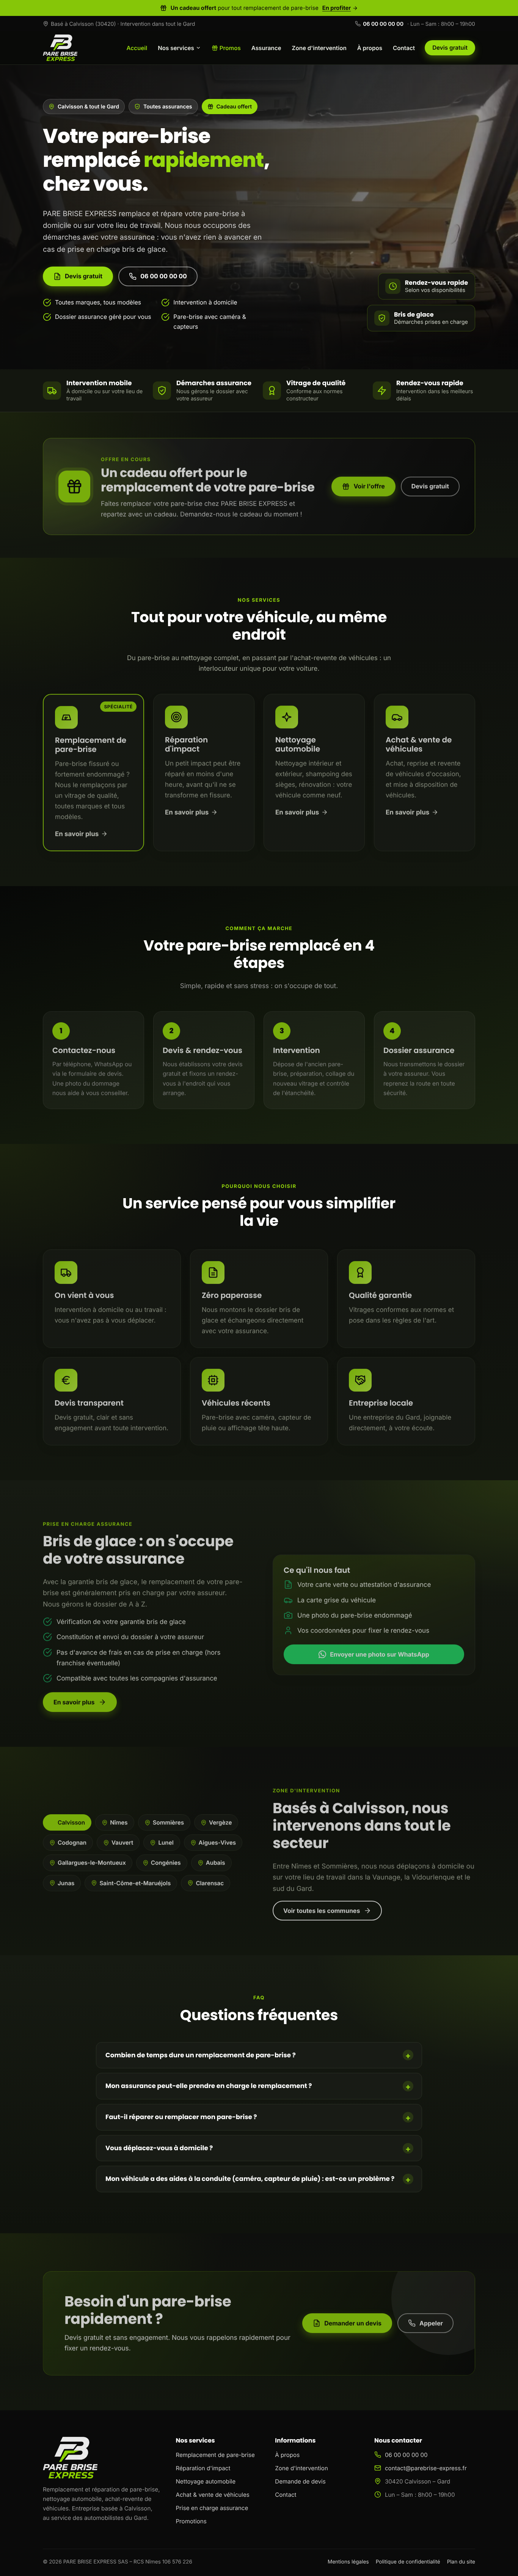 Un cadeau offert pour tout remplacement de pare-brise En profiter →
Basé à Calvisson (30420) · Intervention dans tout le Gard
06 00 00 00 00 · Lun – Sam : 8h00 – 19h00
PARE BRISE
EXPRESS
Accueil
Nos services
Promos
Assurance
Zone d'intervention
À propos
Contact
Devis gratuit
Calvisson & tout le Gard
Toutes assurances
Cadeau offert
Votre pare-brise
remplacé rapidement,
chez vous.
PARE BRISE EXPRESS remplace et répare votre pare-brise à
domicile ou sur votre lieu de travail. Nous nous occupons des
démarches avec votre assurance : vous n'avez rien à avancer en
cas de prise en charge bris de glace.
Devis gratuit
06 00 00 00 00
Toutes marques, tous modèles
Intervention à domicile
Dossier assurance géré pour vous
Pare-brise avec caméra &
capteurs
Rendez-vous rapide
Selon vos disponibilités
Bris de glace
Démarches prises en charge
Intervention mobile
À domicile ou sur votre lieu de
travail
Démarches assurance
Nous gérons le dossier avec
votre assureur
Vitrage de qualité
Conforme aux normes
constructeur
Rendez-vous rapide
Intervention dans les meilleurs
délais
OFFRE EN COURS
Un cadeau offert pour le
remplacement de votre pare-brise
Faites remplacer votre pare-brise chez PARE BRISE EXPRESS et
repartez avec un cadeau. Demandez-nous le cadeau du moment !
Voir l'offre
Devis gratuit
NOS SERVICES
Tout pour votre véhicule, au même
endroit
Du pare-brise au nettoyage complet, en passant par l'achat-revente de véhicules : un
interlocuteur unique pour votre voiture.
SPÉCIALITÉ
Remplacement de
pare-brise
Pare-brise fissuré ou
fortement endommagé ?
Nous le remplaçons par
un vitrage de qualité,
toutes marques et tous
modèles.
En savoir plus →
Réparation
d'impact
Un petit impact peut être
réparé en moins d'une
heure, avant qu'il ne se
transforme en fissure.
En savoir plus →
Nettoyage
automobile
Nettoyage intérieur et
extérieur, shampoing des
sièges, rénovation : votre
véhicule comme neuf.
En savoir plus →
Achat & vente de
véhicules
Achat, reprise et revente
de véhicules d'occasion,
et mise à disposition de
véhicules.
En savoir plus →
COMMENT ÇA MARCHE
Votre pare-brise remplacé en 4
étapes
Simple, rapide et sans stress : on s'occupe de tout.
1
Contactez-nous
Par téléphone, WhatsApp ou
via le formulaire de devis.
Une photo du dommage
nous aide à vous conseiller.
2
Devis & rendez-vous
Nous établissons votre devis
gratuit et fixons un rendez-
vous à l'endroit qui vous
arrange.
3
Intervention
Dépose de l'ancien pare-
brise, préparation, collage du
nouveau vitrage et contrôle
de l'étanchéité.
4
Dossier assurance
Nous transmettons le dossier
à votre assureur. Vous
reprenez la route en toute
sécurité.
POURQUOI NOUS CHOISIR
Un service pensé pour vous simplifier
la vie
On vient à vous
Intervention à domicile ou au travail :
vous n'avez pas à vous déplacer.
Zéro paperasse
Nous montons le dossier bris de
glace et échangeons directement
avec votre assurance.
Qualité garantie
Vitrages conformes aux normes et
pose dans les règles de l'art.
Devis transparent
Devis gratuit, clair et sans
engagement avant toute intervention.
Véhicules récents
Pare-brise avec caméra, capteur de
pluie ou affichage tête haute.
Entreprise locale
Une entreprise du Gard, joignable
directement, à votre écoute.
PRISE EN CHARGE ASSURANCE
Bris de glace : on s'occupe
de votre assurance
Avec la garantie bris de glace, le remplacement de votre pare-
brise est généralement pris en charge par votre assureur.
Nous gérons le dossier de A à Z.
Vérification de votre garantie bris de glace
Constitution et envoi du dossier à votre assureur
Pas d'avance de frais en cas de prise en charge (hors
franchise éventuelle)
Compatible avec toutes les compagnies d'assurance
En savoir plus →
Ce qu'il nous faut
Votre carte verte ou attestation d'assurance
La carte grise du véhicule
Une photo du pare-brise endommagé
Vos coordonnées pour fixer le rendez-vous
Envoyer une photo sur WhatsApp
Calvisson
Nîmes
Sommières
Vergèze
Codognan
Vauvert
Lunel
Aigues-Vives
Gallargues-le-Montueux
Congénies
Aubais
Junas
Saint-Côme-et-Maruéjols
Clarensac
ZONE D'INTERVENTION
Basés à Calvisson, nous
intervenons dans tout le
secteur
Entre Nîmes et Sommières, nous nous déplaçons à domicile ou
sur votre lieu de travail dans la Vaunage, la Vidourlenque et le
sud du Gard.
Voir toutes les communes →
FAQ
Questions fréquentes
Combien de temps dure un remplacement de pare-brise ?
Mon assurance peut-elle prendre en charge le remplacement ?
Faut-il réparer ou remplacer mon pare-brise ?
Vous déplacez-vous à domicile ?
Mon véhicule a des aides à la conduite (caméra, capteur de pluie) : est-ce un problème ?
Besoin d'un pare-brise
rapidement ?
Devis gratuit et sans engagement. Nous vous rappelons rapidement pour
fixer un rendez-vous.
Demander un devis
Appeler
PARE BRISE
EXPRESS
Remplacement et réparation de pare-brise,
nettoyage automobile, achat-revente de
véhicules. Entreprise basée à Calvisson,
au service des automobilistes du Gard.
Nos services
Remplacement de pare-brise
Réparation d'impact
Nettoyage automobile
Achat & vente de véhicules
Prise en charge assurance
Promotions
Informations
À propos
Zone d'intervention
Demande de devis
Contact
Nous contacter
06 00 00 00 00
contact@parebrise-express.fr
30420 Calvisson – Gard
Lun – Sam : 8h00 – 19h00
© 2026 PARE BRISE EXPRESS SAS – RCS Nîmes 106 576 226
Mentions légales
Politique de confidentialité
Plan du site